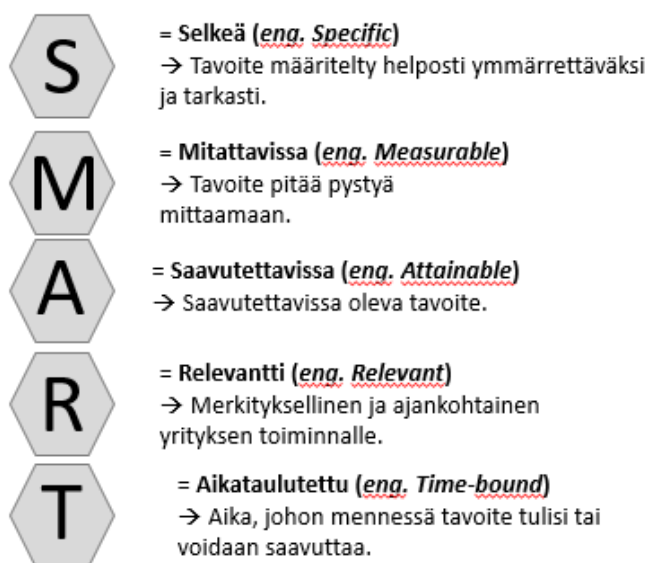 S
= Selkeä (eng. Specific)
→ Tavoite määritelty helposti ymmärrettäväksi
ja tarkasti.
M
= Mitattavissa (eng. Measurable)
→ Tavoite pitää pystyä
mittaamaan.
A
= Saavutettavissa (eng. Attainable)
→ Saavutettavissa oleva tavoite.
R
= Relevantti (eng. Relevant)
→ Merkityksellinen ja ajankohtainen
yrityksen toiminnalle.
T
= Aikataulutettu (eng. Time-bound)
→ Aika, johon mennessä tavoite tulisi tai
voidaan saavuttaa.